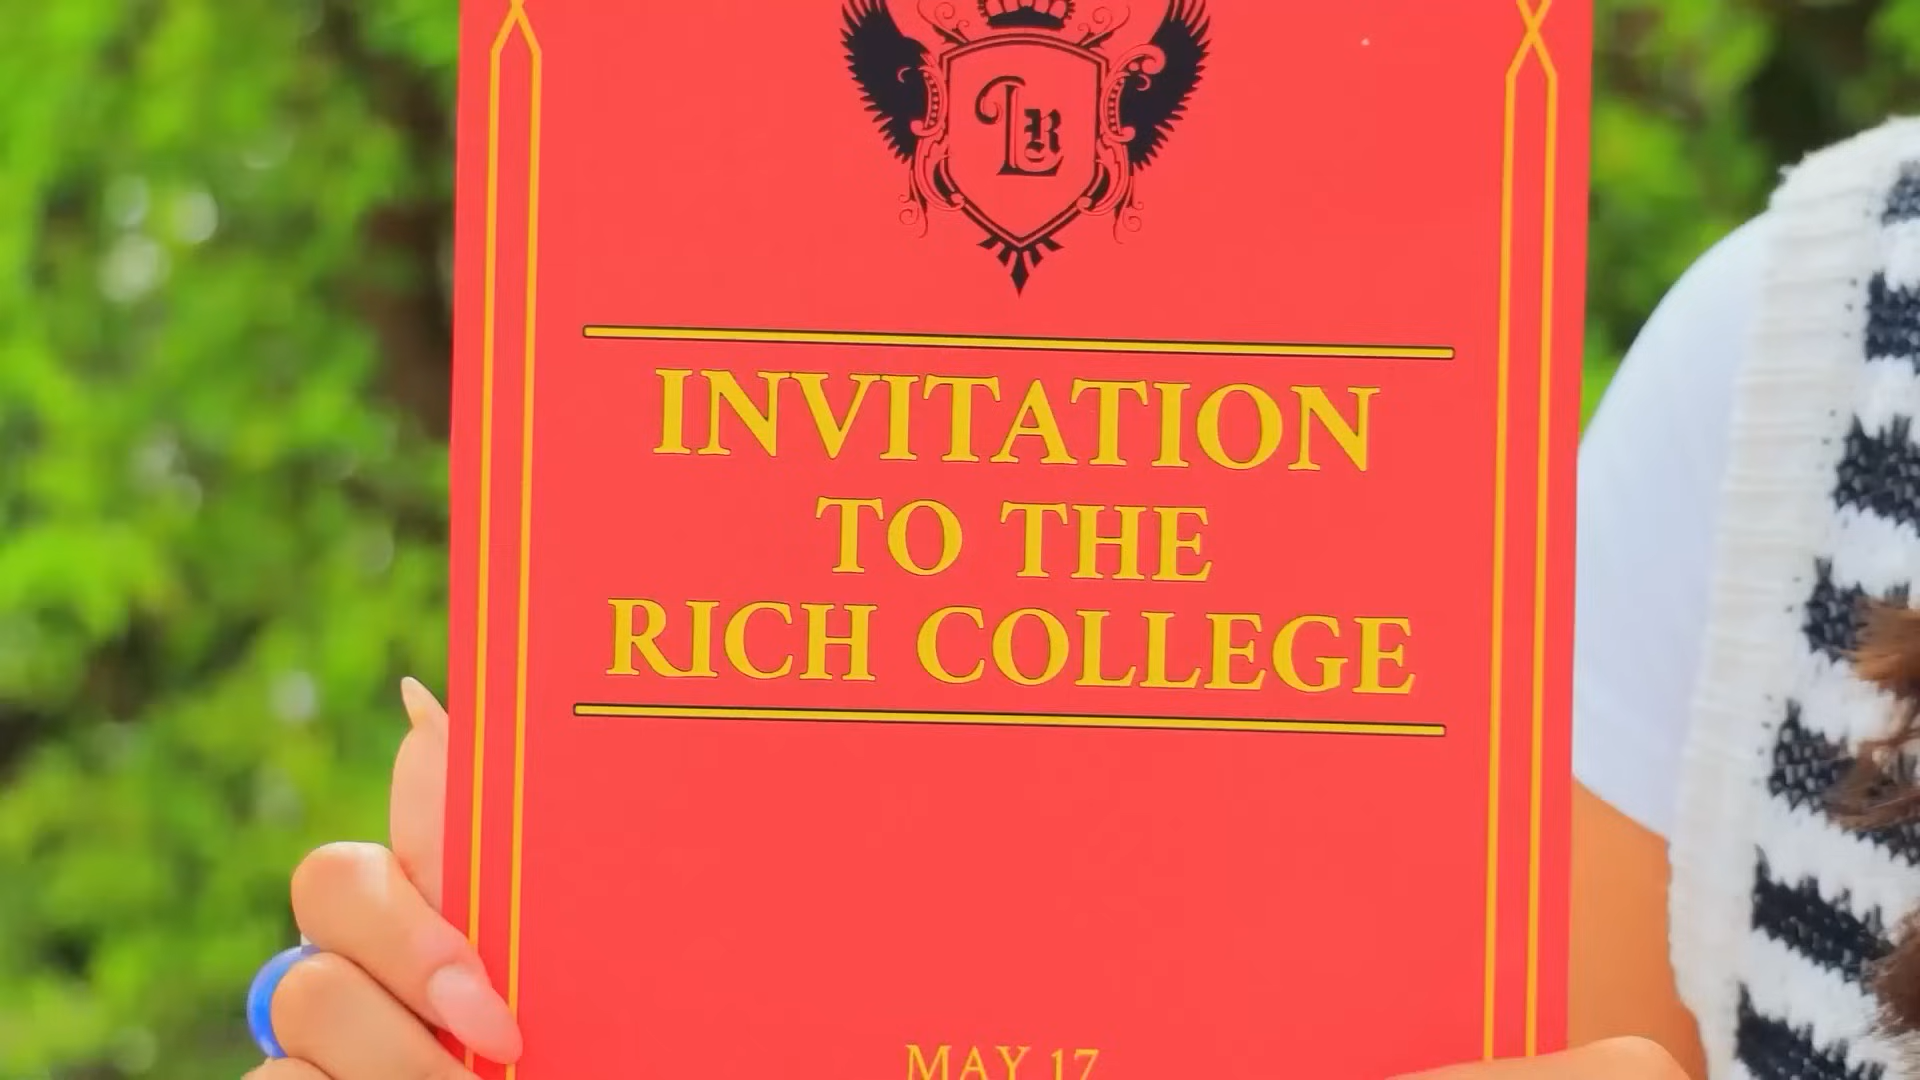 LR
INVITATION
TO THE
RICH COLLEGE
MAY 17